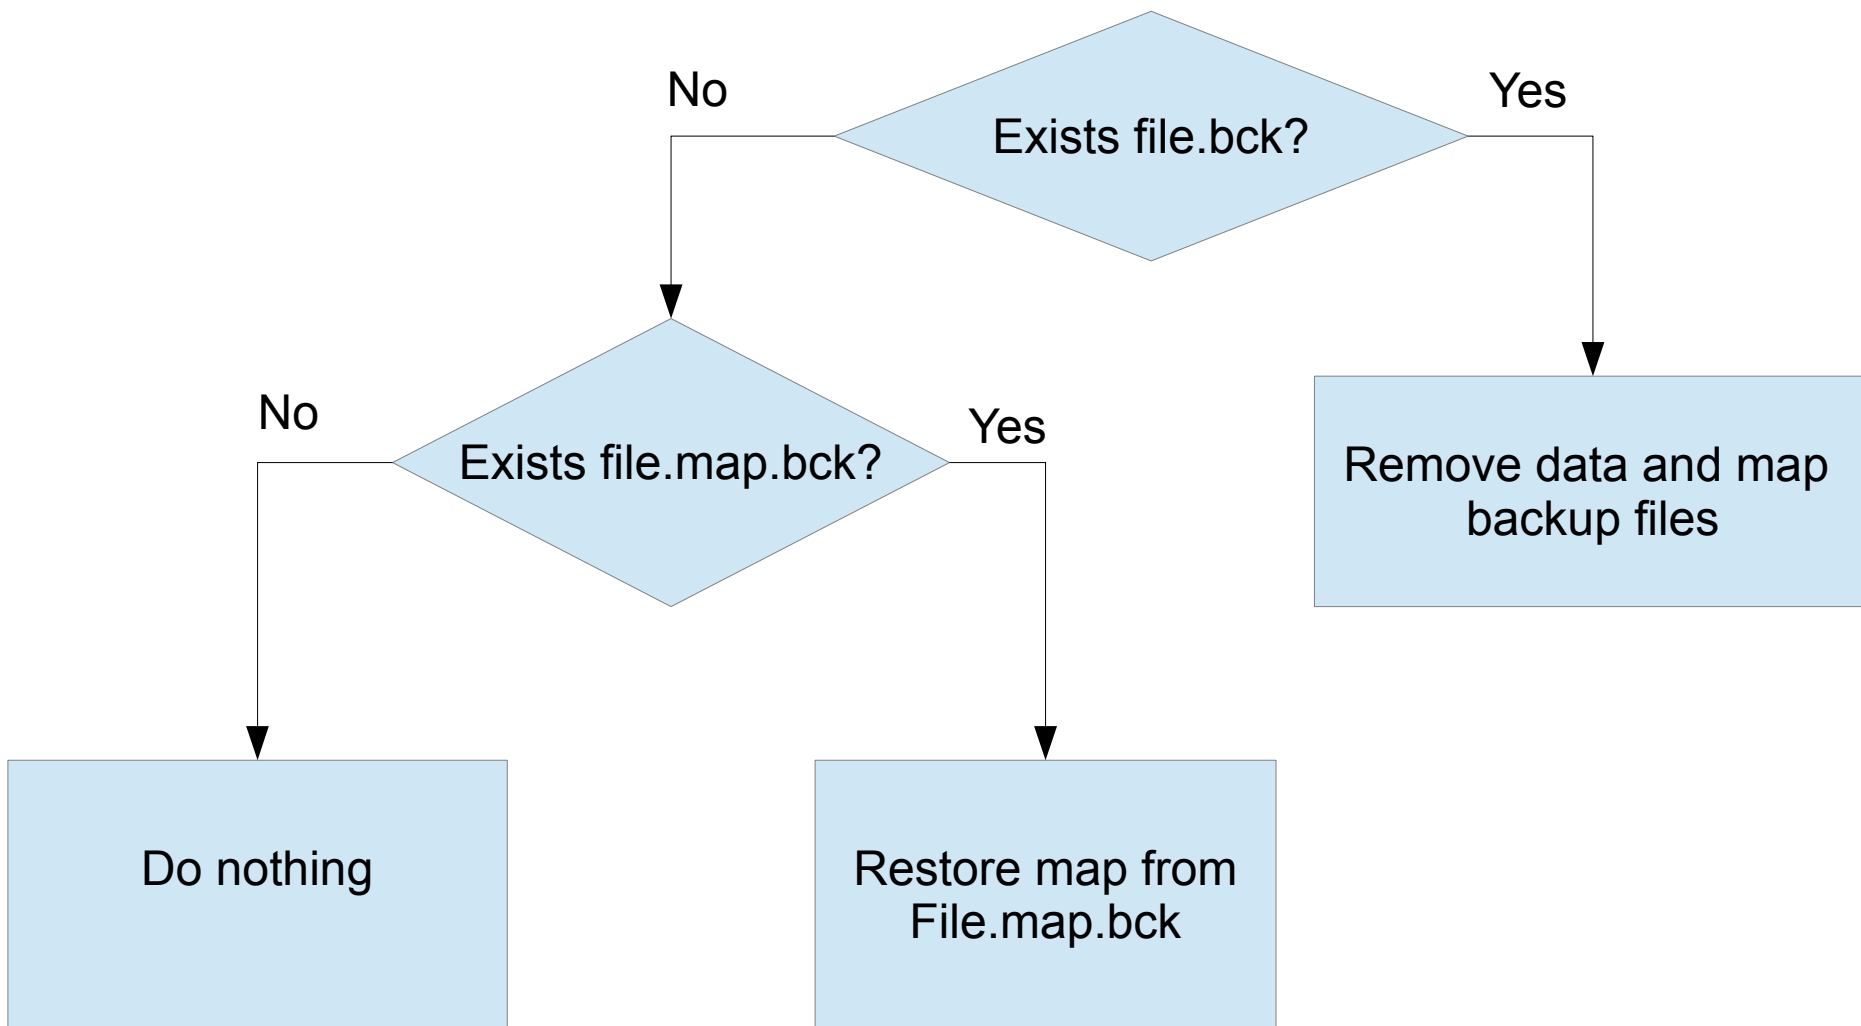 No
Yes
Exists file.bck?
No
Yes
Exists file.map.bck?
Remove data and map
backup files
Do nothing
Restore map from
File.map.bck